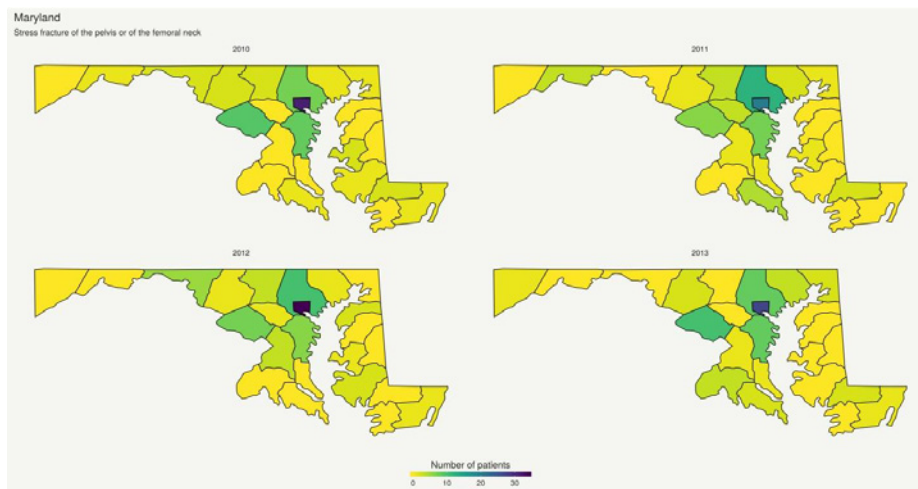 Maryland
Stress fracture of the pelvis or of the femoral neck
2010
2011
2012
2013
Number of patients
0 10 20 30